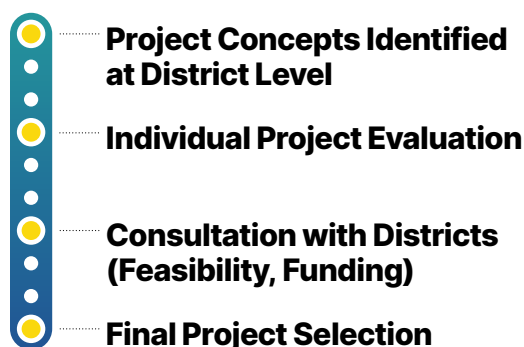 Project Concepts Identified
at District Level
Individual Project Evaluation
Consultation with Districts
(Feasibility, Funding)
Final Project Selection